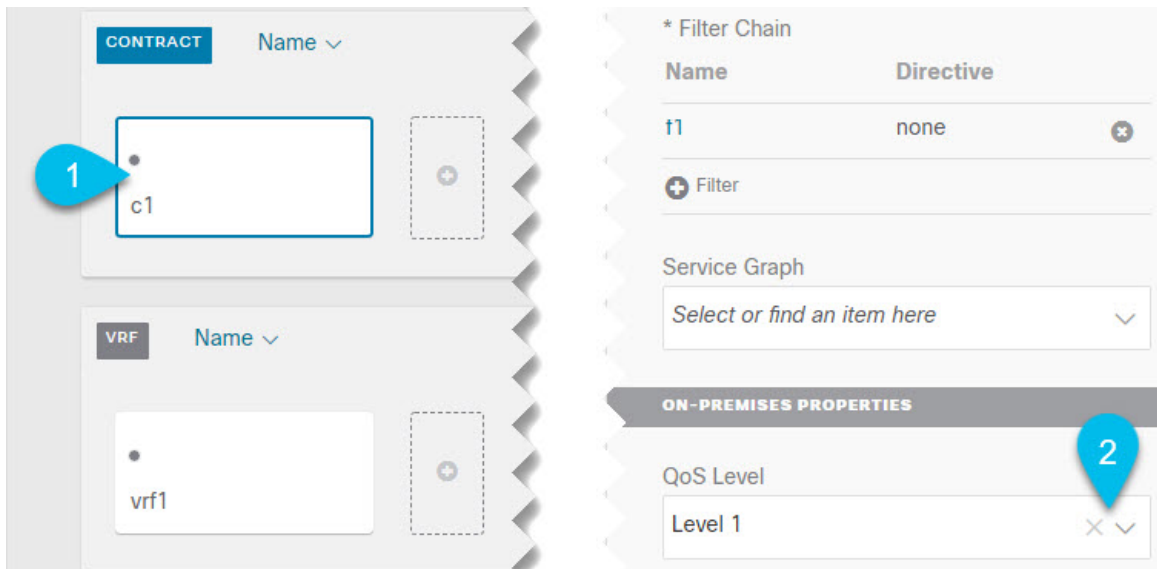 CONTRACT Name
1
c1
VRF Name
vrf1
* Filter Chain
Name Directive
f1 none
Filter
Service Graph
Select or find an item here
ON-PREMISES PROPERTIES
2
QoS Level
Level 1